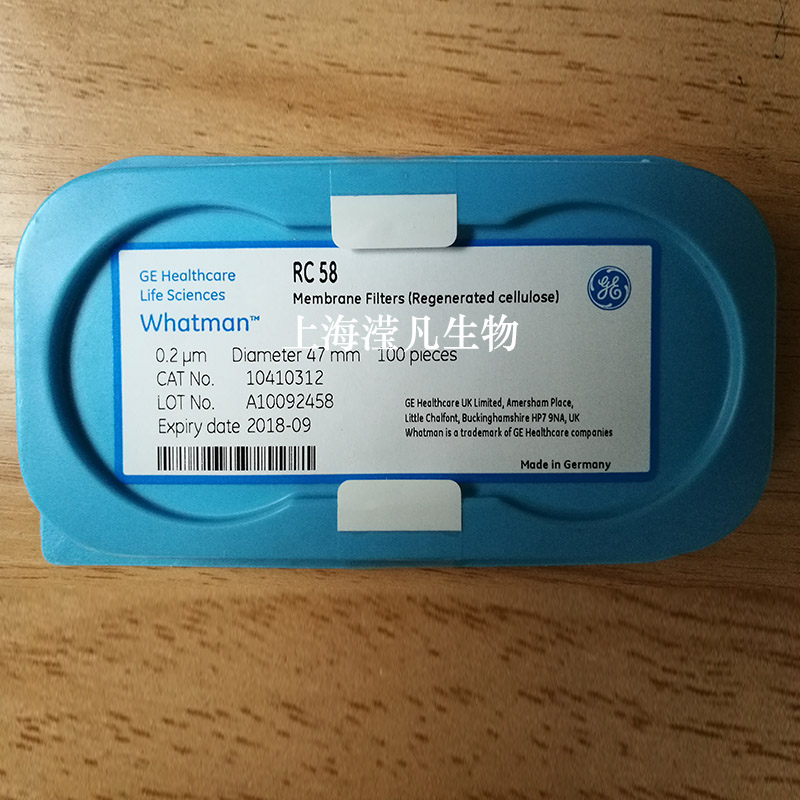 GE Healthcare
Life Sciences
Whatman™
RC 58
Membrane Filters (Regenerated cellulose)
GE
上海滢凡生物
0.2 µm Diameter 47 mm 100 pieces
CAT No. 10410312
LOT No. A10092458
Expiry date 2018-09
GE Healthcare UK Limited, Amersham Place,
Little Chalfont, Buckinghamshire HP7 9NA, UK
Whatman is a trademark of GE Healthcare companies
Made in Germany